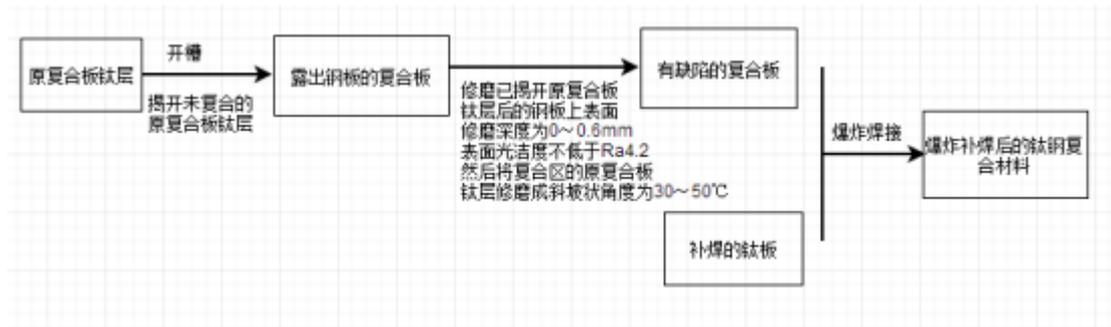 原复合板钛层
开槽
揭开未复合的
原复合板钛层
露出钢板的复合板
修磨已揭开原复合板
钛层后的钢板上表面
修磨深度为0～0.6mm
表面光洁度不低于Ra4.2
然后将复合区的原复合板
钛层修磨成斜坡状角度为30～50℃
有缺陷的复合板
补焊的钛板
爆炸焊接
爆炸补焊后的钛钢复
合材料